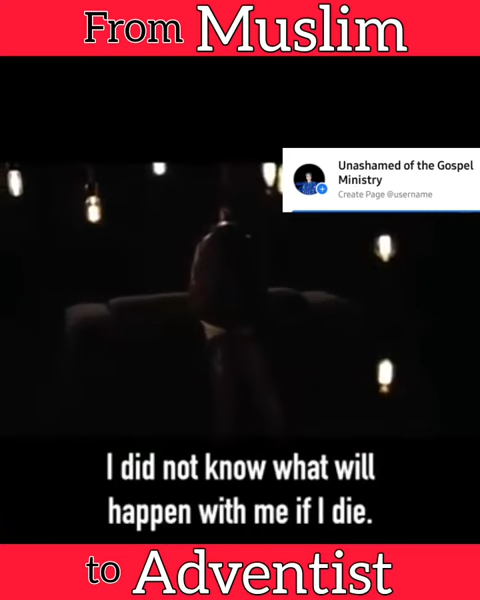 From Muslim
Unashamed of the Gospel
Ministry
Create Page @username
I did not know what will
happen with me if I die.
to Adventist